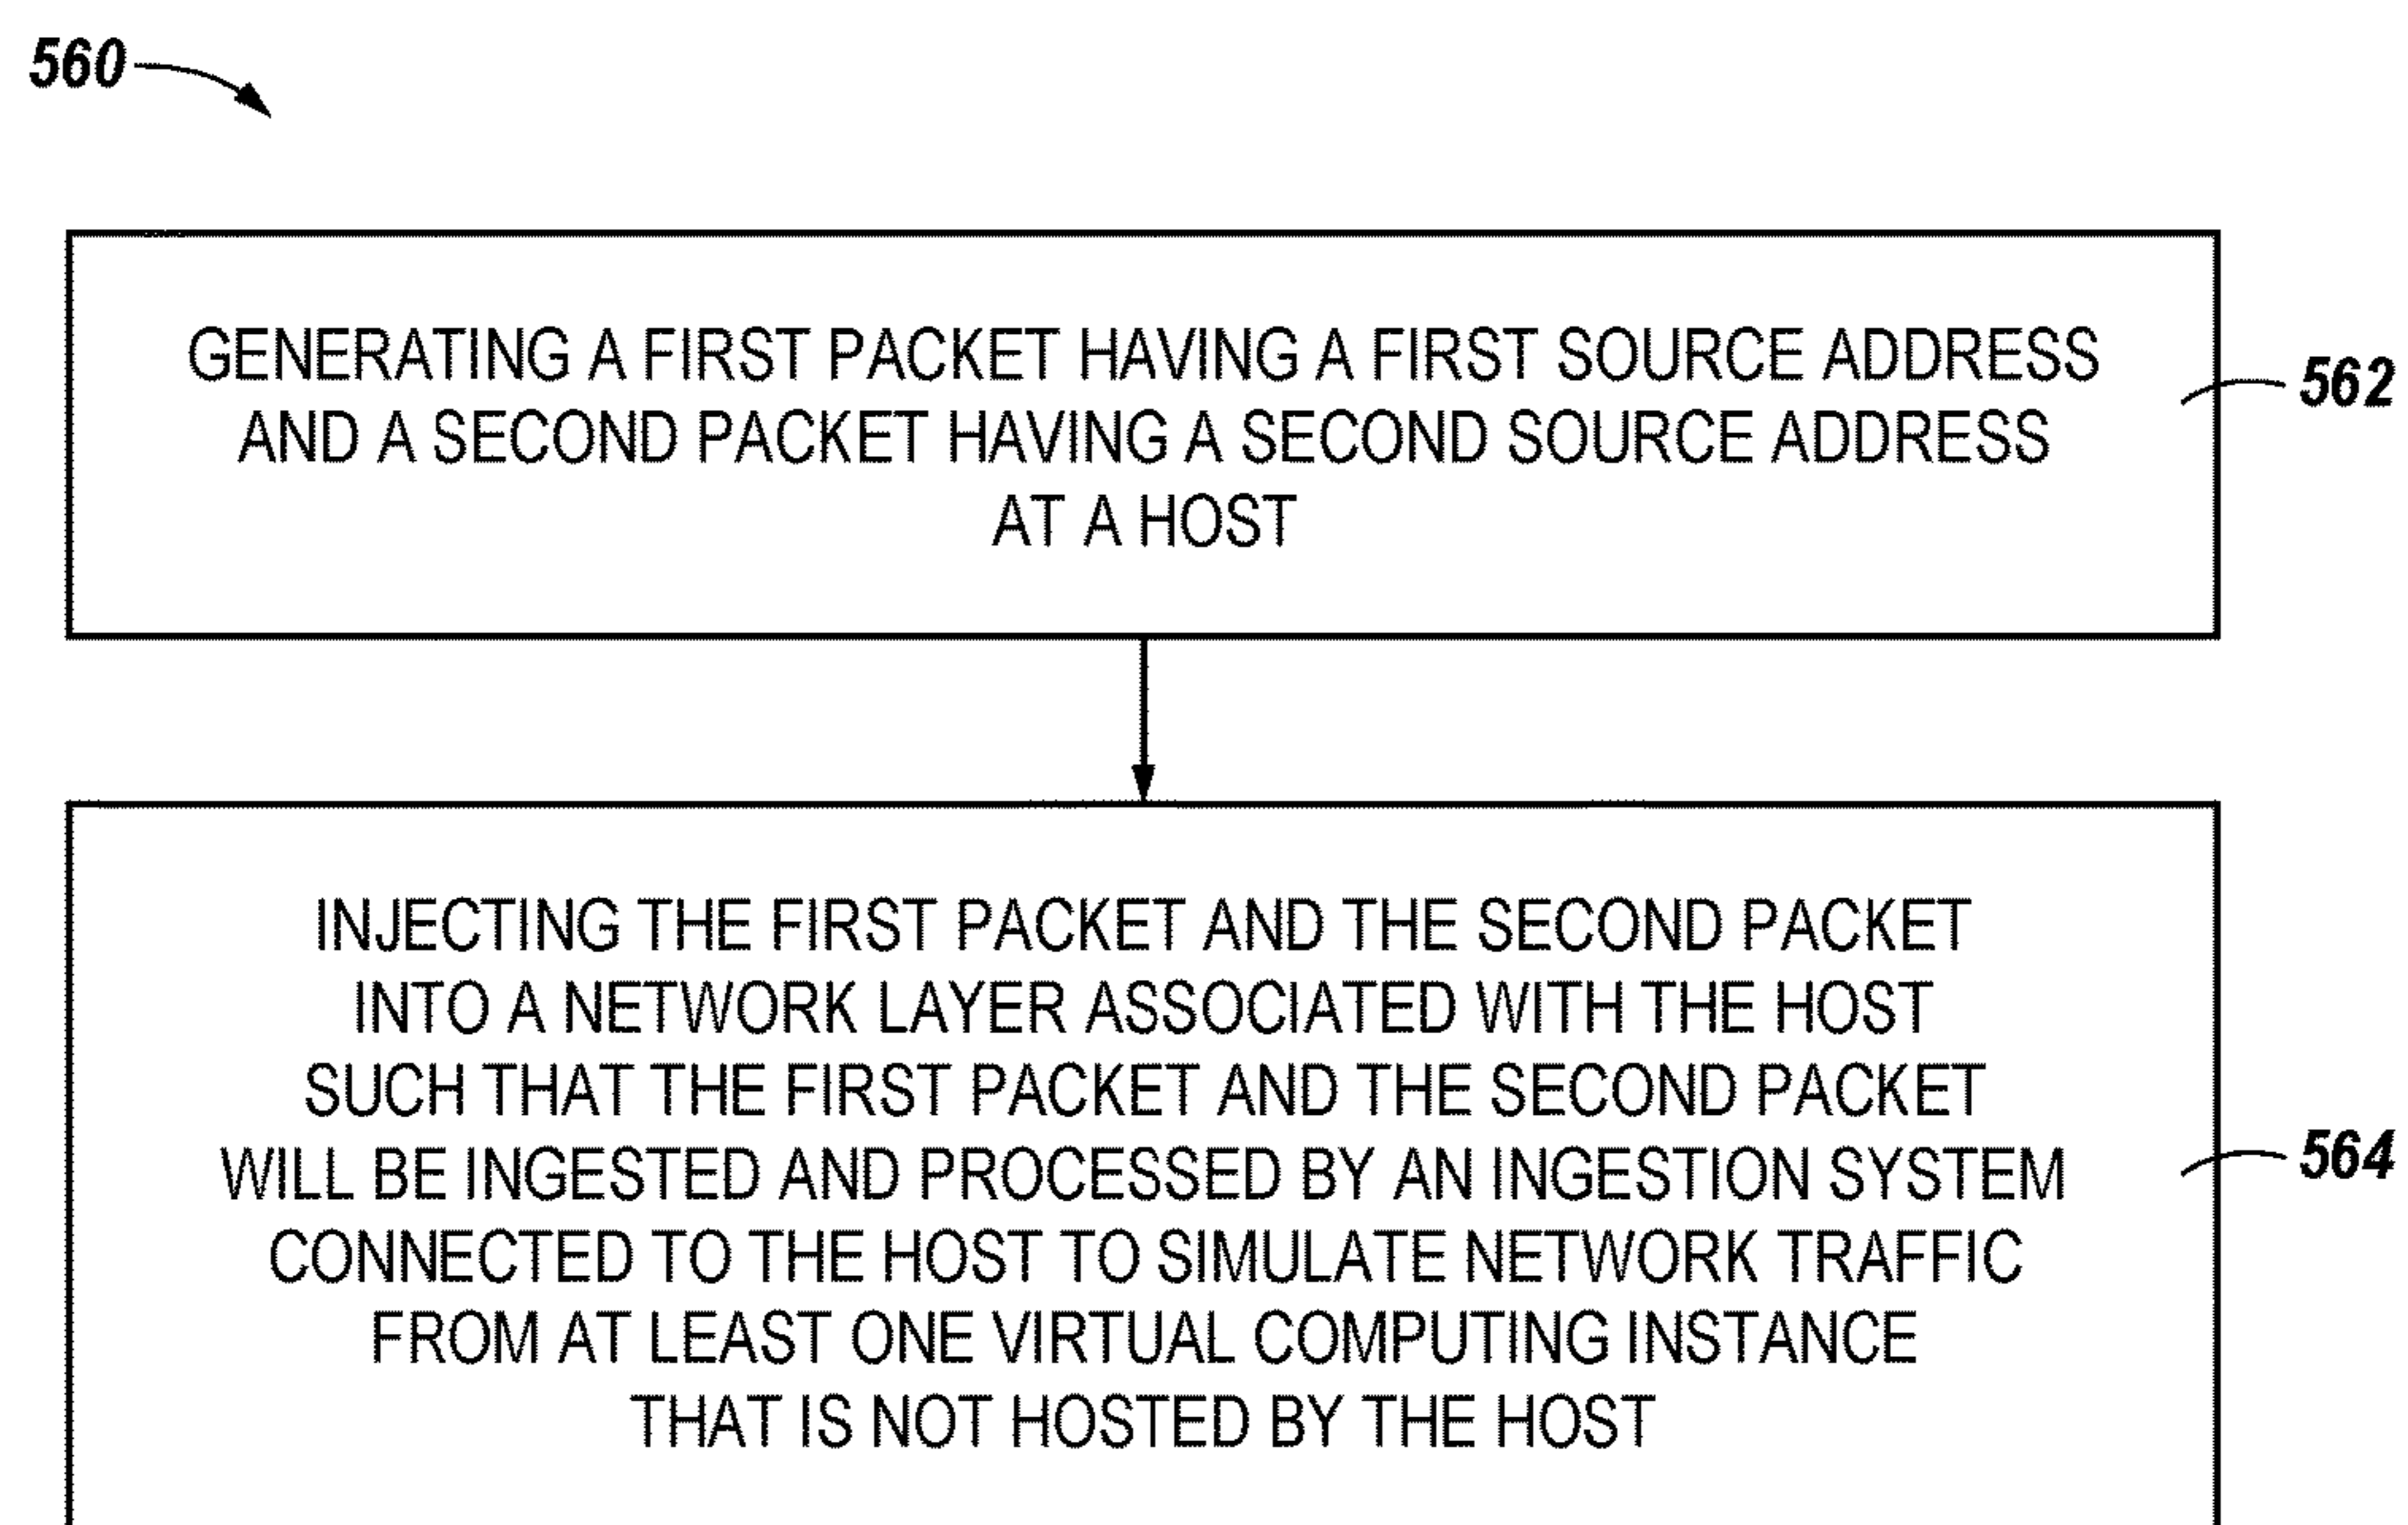 560
GENERATING A FIRST PACKET HAVING A FIRST SOURCE ADDRESS
AND A SECOND PACKET HAVING A SECOND SOURCE ADDRESS
AT A HOST
562
INJECTING THE FIRST PACKET AND THE SECOND PACKET
INTO A NETWORK LAYER ASSOCIATED WITH THE HOST
SUCH THAT THE FIRST PACKET AND THE SECOND PACKET
WILL BE INGESTED AND PROCESSED BY AN INGESTION SYSTEM
CONNECTED TO THE HOST TO SIMULATE NETWORK TRAFFIC
FROM AT LEAST ONE VIRTUAL COMPUTING INSTANCE
THAT IS NOT HOSTED BY THE HOST
564